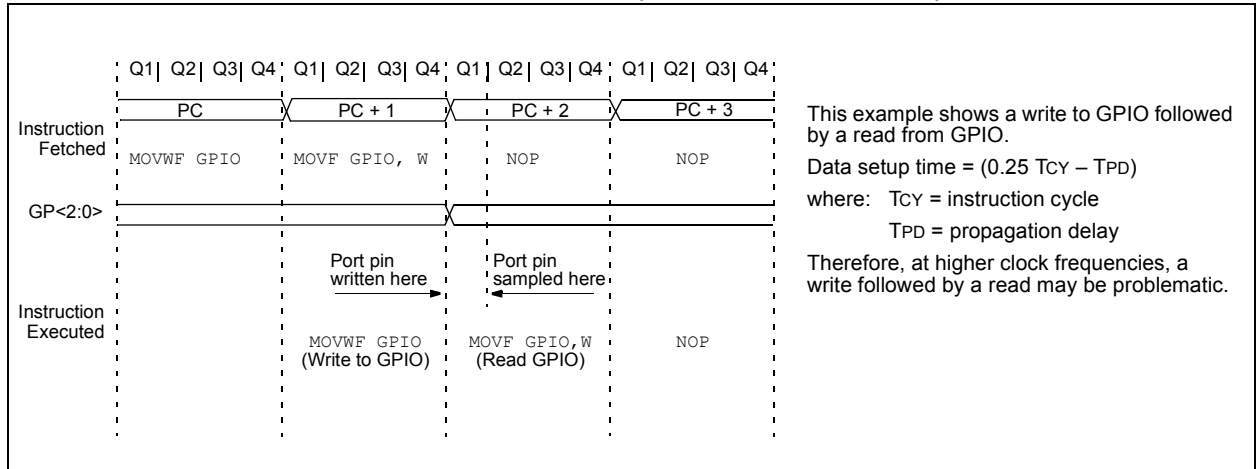 Q1| Q2| Q3| Q4 Q1| Q2| Q3| Q4 Q1| Q2| Q3| Q4 Q1| Q2| Q3| Q4
PC PC + 1 PC + 2 PC + 3
Instruction
Fetched
MOVWF GPIO MOVF GPIO, W NOP NOP
GP<2:0>
Port pin
written here
Port pin
sampled here
Instruction
Executed
MOVWF GPIO
(Write to GPIO)
MOVF GPIO,W
(Read GPIO)
NOP
This example shows a write to GPIO followed
by a read from GPIO.
Data setup time = (0.25 TCY – TPD)
where: TCY = instruction cycle
TPD = propagation delay
Therefore, at higher clock frequencies, a
write followed by a read may be problematic.